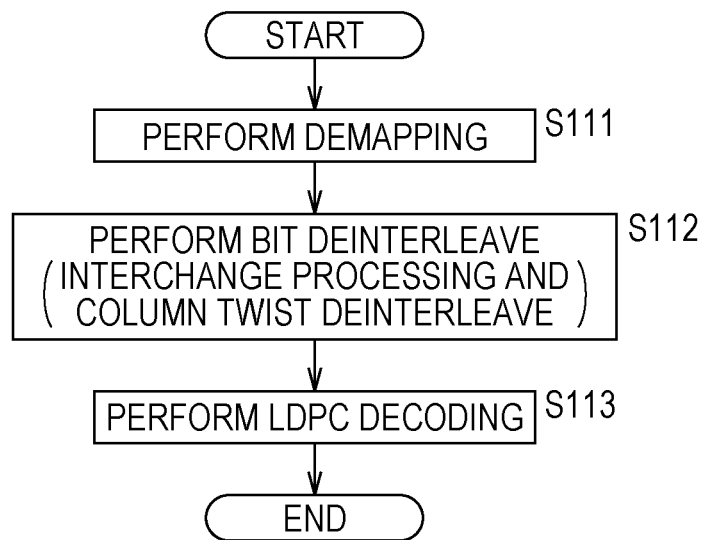 START
PERFORM DEMAPPING S111
PERFORM BIT DEINTERLEAVE S112
(INTERCHANGE PROCESSING AND
COLUMN TWIST DEINTERLEAVE)
PERFORM LDPC DECODING S113
END